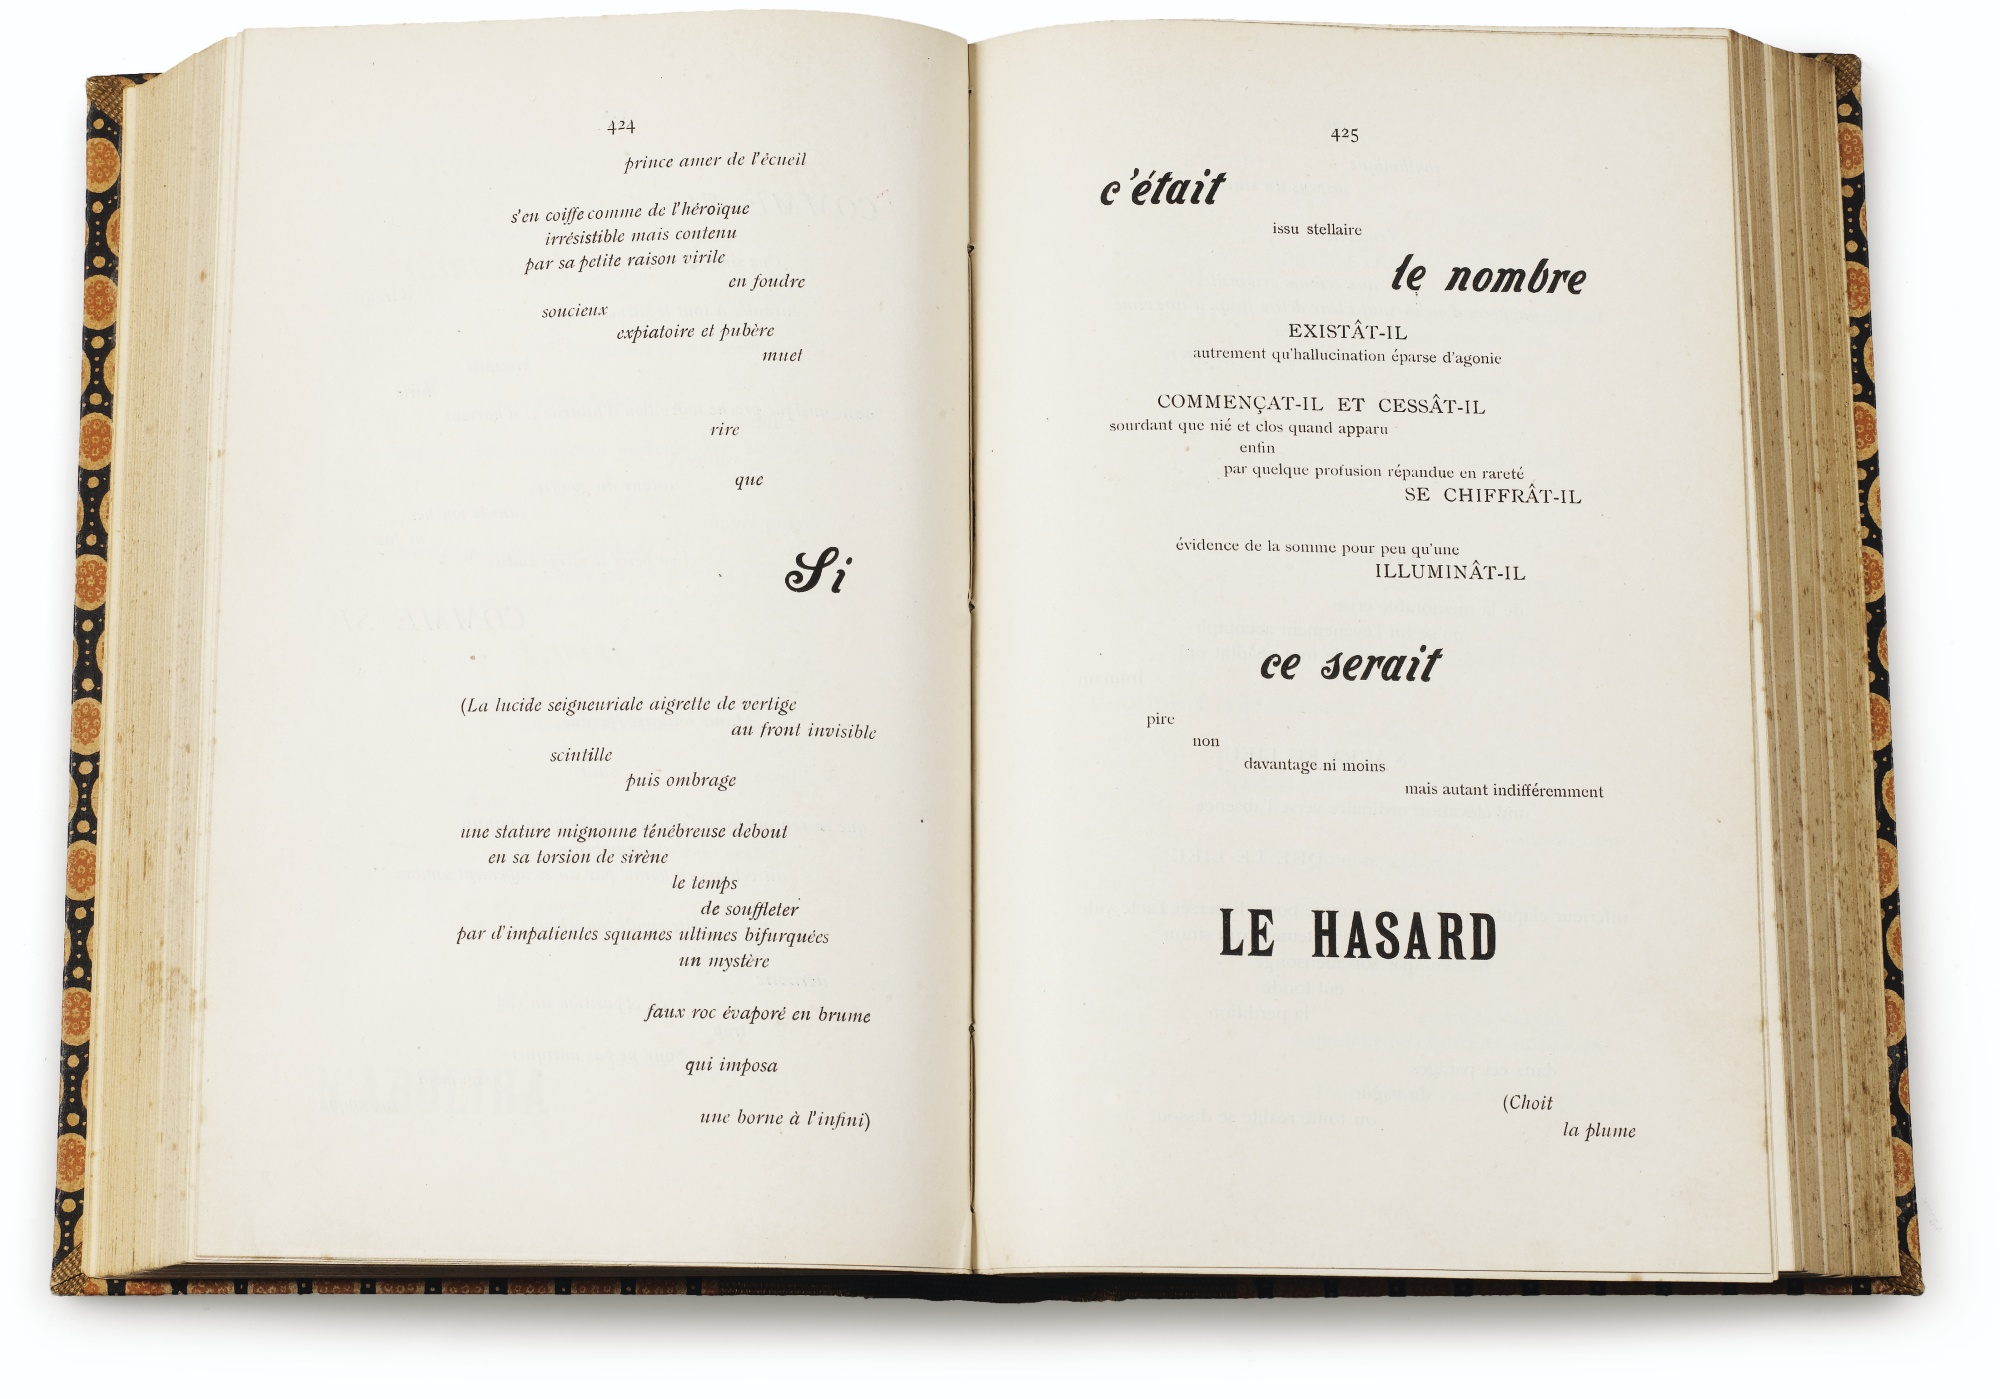 424
prince amer de l'écueil
s'en coiffe comme de l'héroïque
irrésistible mais contenu
par sa petite raison virile
en foudre
soucieux
expiatoire et pubère
muet
rire
que
Si
(La lucide seigneuriale aigrette de vertige
au front invisible
scintille
puis ombrage
une stature mignonne ténébreuse debout
en sa torsion de sirène
le temps
de souffleter
par d'impatientes squames ultimes bifurquées
un mystère
faux roc évaporé en brume
qui imposa
une borne à l'infini)
425
c'était
issu stellaire
le nombre
EXISTÂT-IL
autrement qu'hallucination éparse d'agonie
COMMENÇAT-IL ET CESSÂT-IL
sourdant que nié et clos quand apparu
enfin
par quelque profusion répandue en rareté
SE CHIFFRÂT-IL
évidence de la somme pour peu qu'une
ILLUMINÂT-IL
ce serait
pire
non
davantage ni moins
mais autant indifféremment
LE HASARD
(Choit
la plume